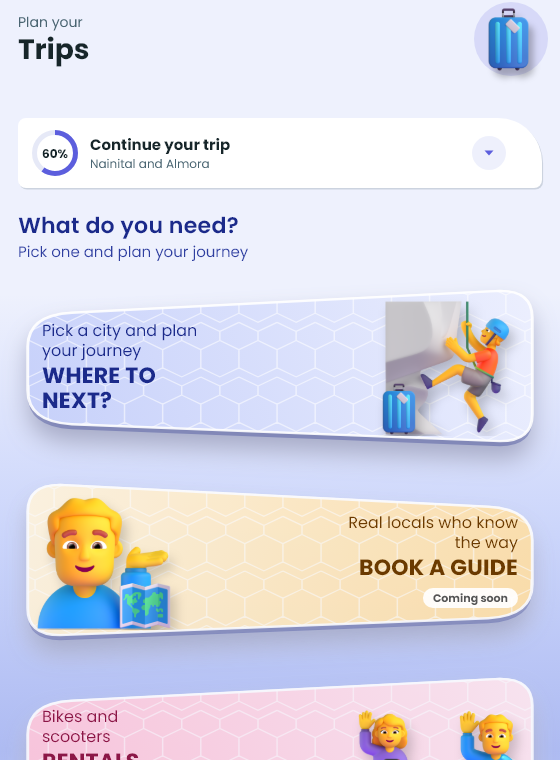 Plan your
Trips
60%
Continue your trip
Nainital and Almora
What do you need?
Pick one and plan your journey
Pick a city and plan
your journey
WHERE TO
NEXT?
Real locals who know
the way
BOOK A GUIDE
Coming soon
Bikes and
scooters
RENTALS